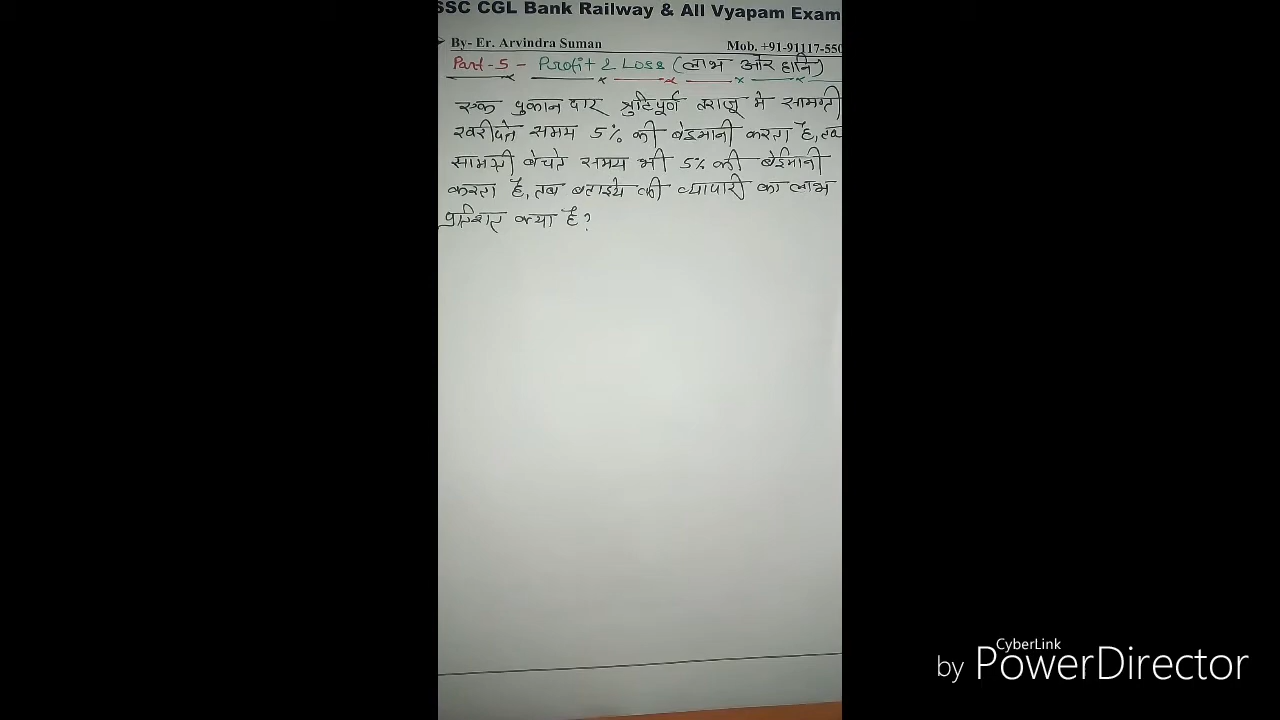 SSC CGL Bank Railway & All Vyapam Exam
By- Er. Arvindra Suman Mob. +91-91117-550
Part-5 - Profit & Loss (लाभ और हानि)
एक दुकानदार त्रुटिपूर्ण तराजू में सामग्री
खरीदते समय 5% की बेइमानी करता है, तब
सामग्री बेचते समय भी 5% की बेईमानी
करता है, तब बताइये की व्यापारी का लाभ
प्रतिशत क्या है?
CyberLink
by PowerDirector